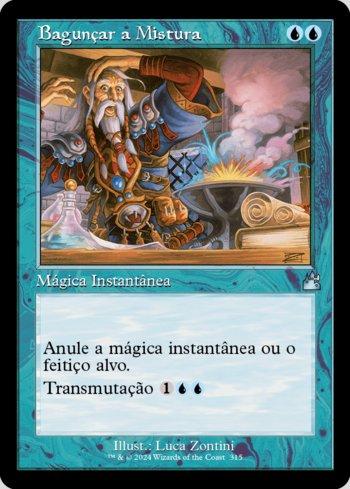 Bagunçar a Mistura
Mágica Instantânea
Anule a mágica instantânea ou o
feitiço alvo.
Transmutação 1
Illust.: Luca Zontini
™ & © 2024 Wizards of the Coast 315